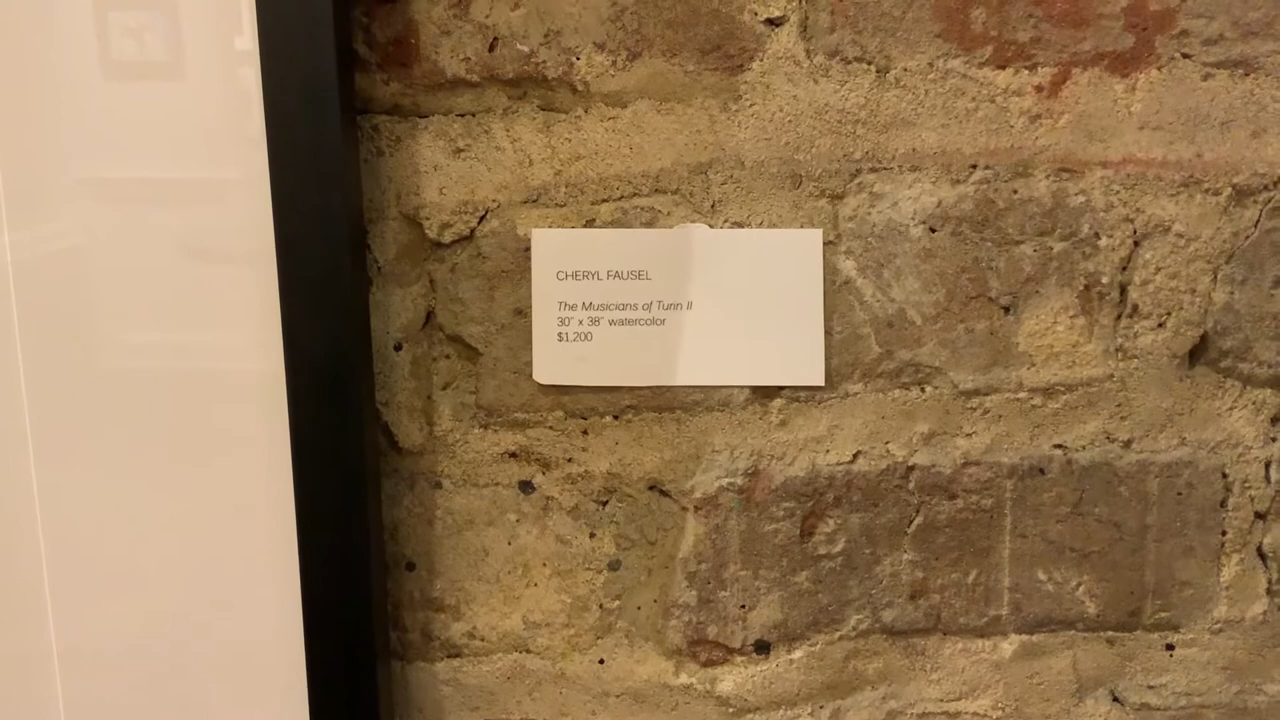 CHERYL FAUSEL
The Musicians of Turin II
30" x 38" watercolor
$1,200